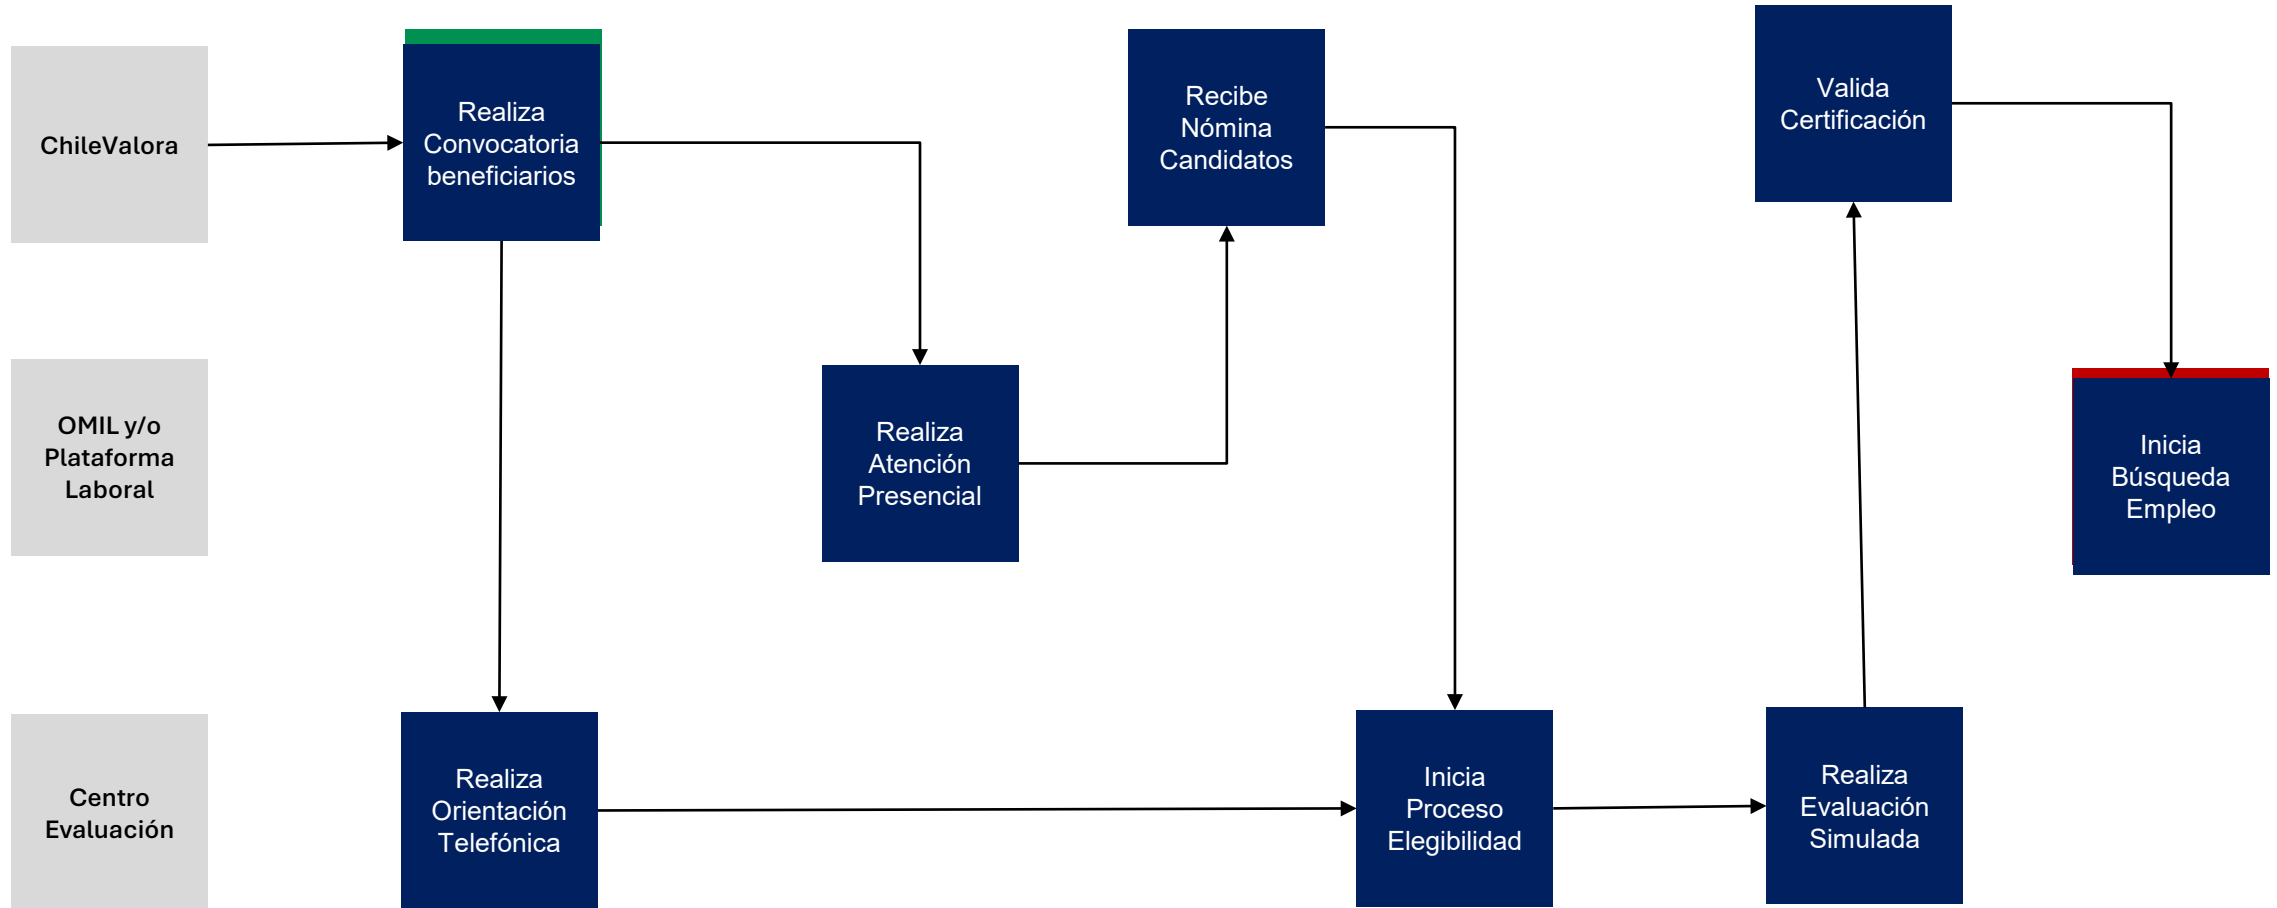 ChileValora
Realiza
Convocatoria
beneficiarios
Recibe
Nómina
Candidatos
Valida
Certificación
OMIL y/o
Plataforma
Laboral
Realiza
Atención
Presencial
Inicia
Búsqueda
Empleo
Centro
Evaluación
Realiza
Orientación
Telefónica
Inicia
Proceso
Elegibilidad
Realiza
Evaluación
Simulada